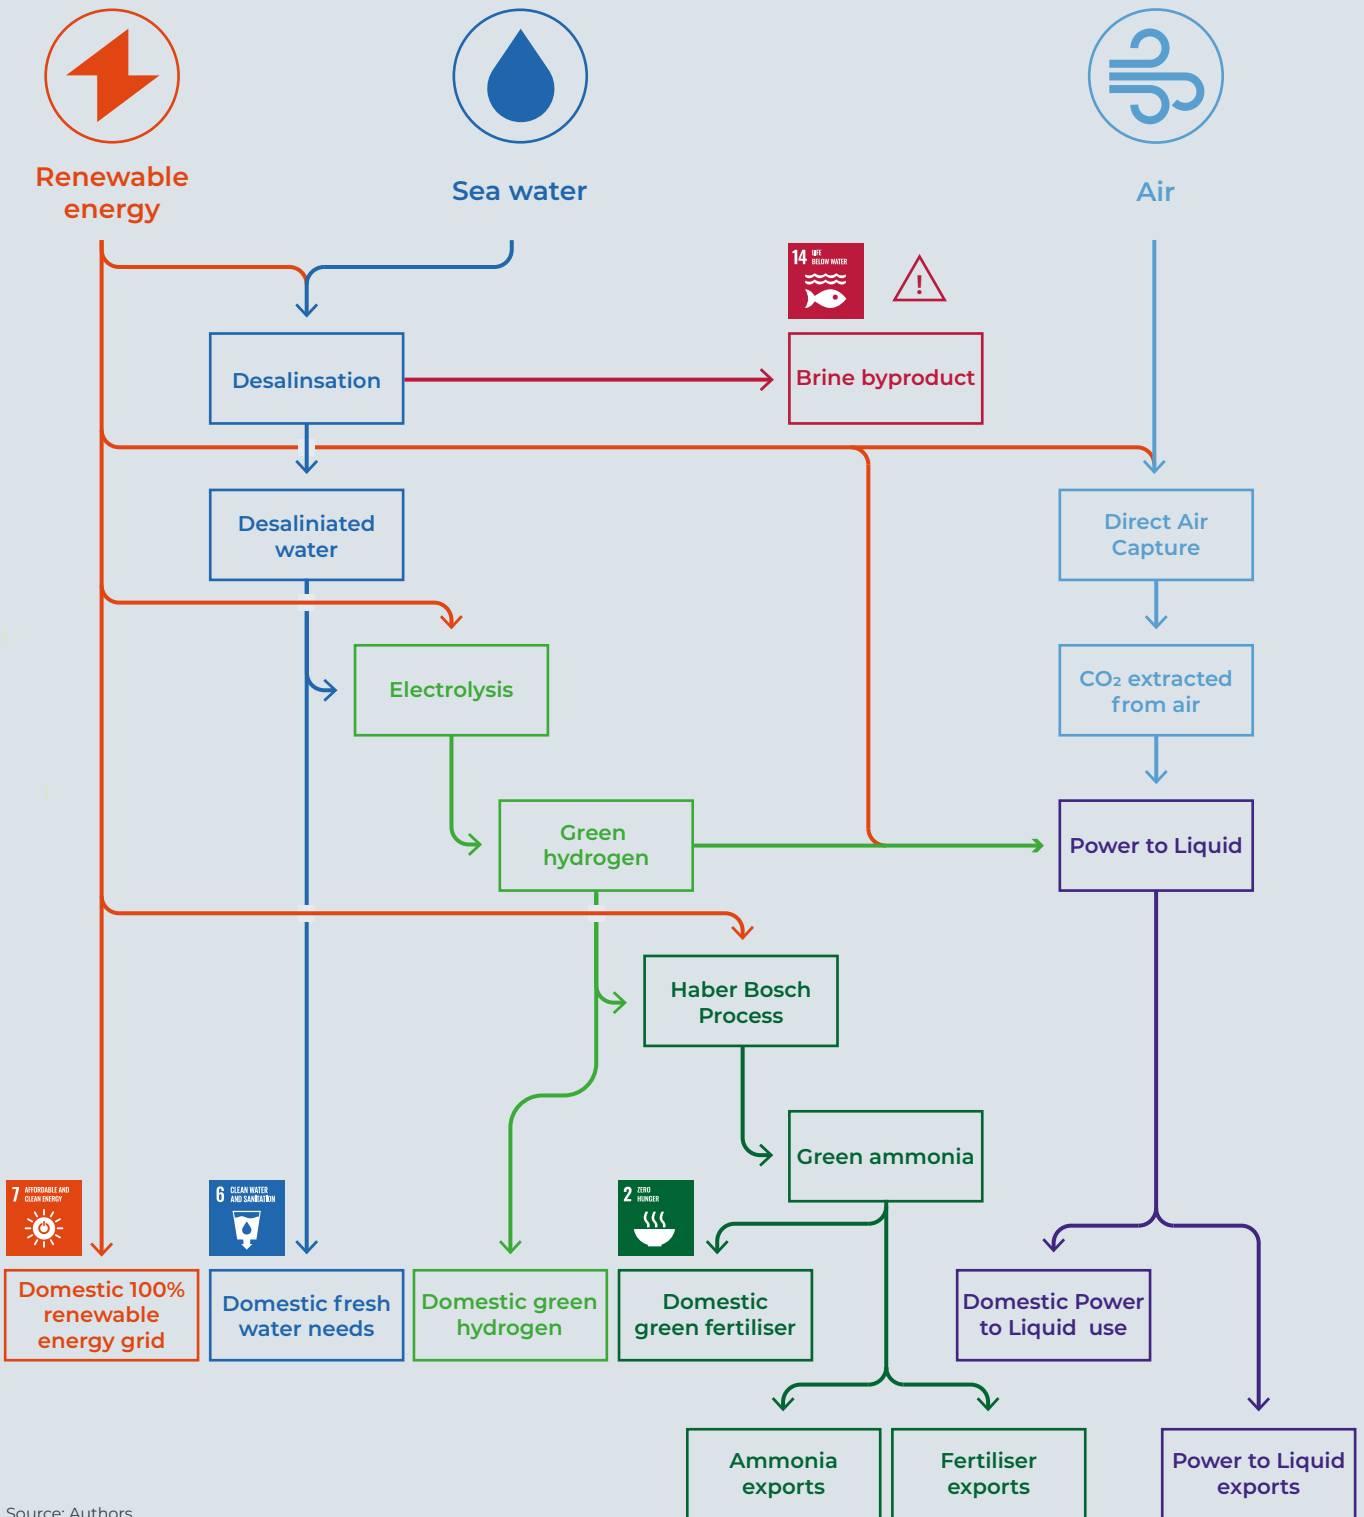 Renewable
energy
Sea water
Air
14 LIFE
BELOW WATER
!
Desalinsation
Brine byproduct
Desaliniated
water
Direct Air
Capture
Electrolysis
CO₂ extracted
from air
Green
hydrogen
Power to Liquid
Haber Bosch
Process
Green ammonia
7 AFFORDABLE AND
CLEAN ENERGY
6 CLEAN WATER
AND SANITATION
2 ZERO
HUNGER
Domestic 100%
renewable
energy grid
Domestic fresh
water needs
Domestic green
hydrogen
Domestic
green fertiliser
Domestic Power
to Liquid use
Ammonia
exports
Fertiliser
exports
Power to Liquid
exports
Source: Authors